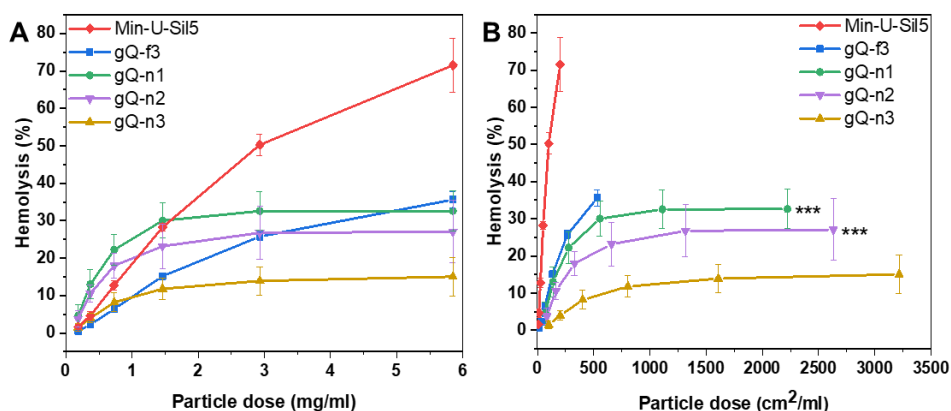 A
Min-U-Sil5
gQ-f3
gQ-n1
gQ-n2
gQ-n3
Hemolysis (%)
80
70
60
50
40
30
20
10
0
0 1 2 3 4 5 6
Particle dose (mg/ml)
B
Min-U-Sil5
gQ-f3
gQ-n1
gQ-n2
gQ-n3
Hemolysis (%)
80
70
60
50
40
30
20
10
0
***
***
0 500 1000 1500 2000 2500 3000 3500
Particle dose (cm²/ml)